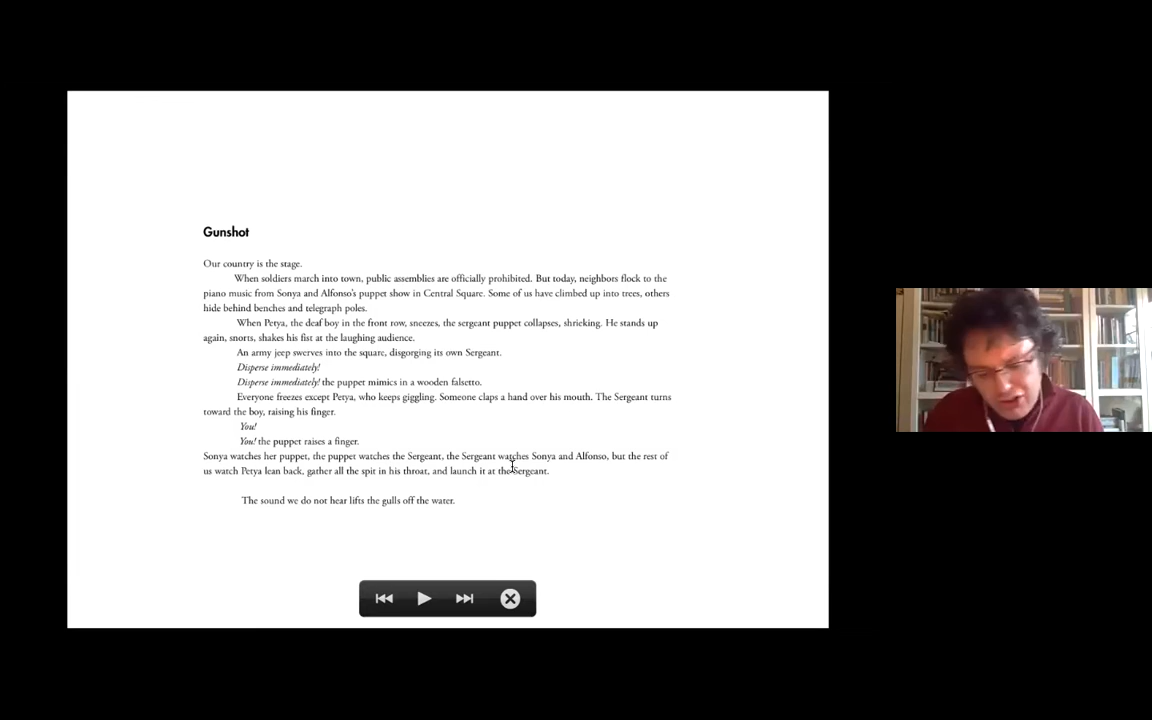 Gunshot
Our country is the stage.
When soldiers march into town, public assemblies are officially prohibited. But today, neighbors flock to the
piano music from Sonya and Alfonso's puppet show in Central Square. Some of us have climbed up into trees, others
hide behind benches and telegraph poles.
When Petya, the deaf boy in the front row, sneezes, the sergeant puppet collapses, shrieking. He stands up
again, snorts, shakes his fist at the laughing audience.
An army jeep swerves into the square, disgorging its own Sergeant.
Disperse immediately!
Disperse immediately! the puppet mimics in a wooden falsetto.
Everyone freezes except Petya, who keeps giggling. Someone claps a hand over his mouth. The Sergeant turns
toward the boy, raising his finger.
You!
You! the puppet raises a finger.
Sonya watches her puppet, the puppet watches the Sergeant, the Sergeant watches Sonya and Alfonso, but the rest of
us watch Petya lean back, gather all the spit in his throat, and launch it at the Sergeant.
The sound we do not hear lifts the gulls off the water.